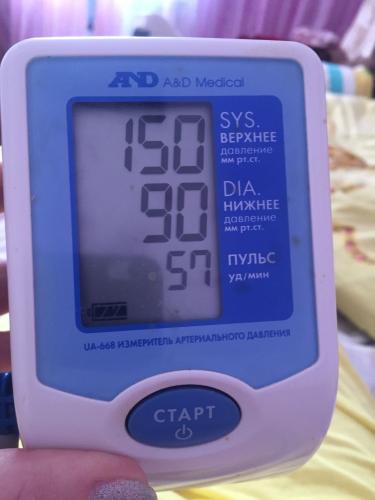 AND A&D Medical
150 SYS.
ВЕРХНЕЕ
давление
мм рт.ст.
90 DIA.
НИЖНЕЕ
давление
мм рт.ст.
57 ПУЛЬС
уд/мин
UA-668 ИЗМЕРИТЕЛЬ АРТЕРИАЛЬНОГО ДАВЛЕНИЯ
СТАРТ